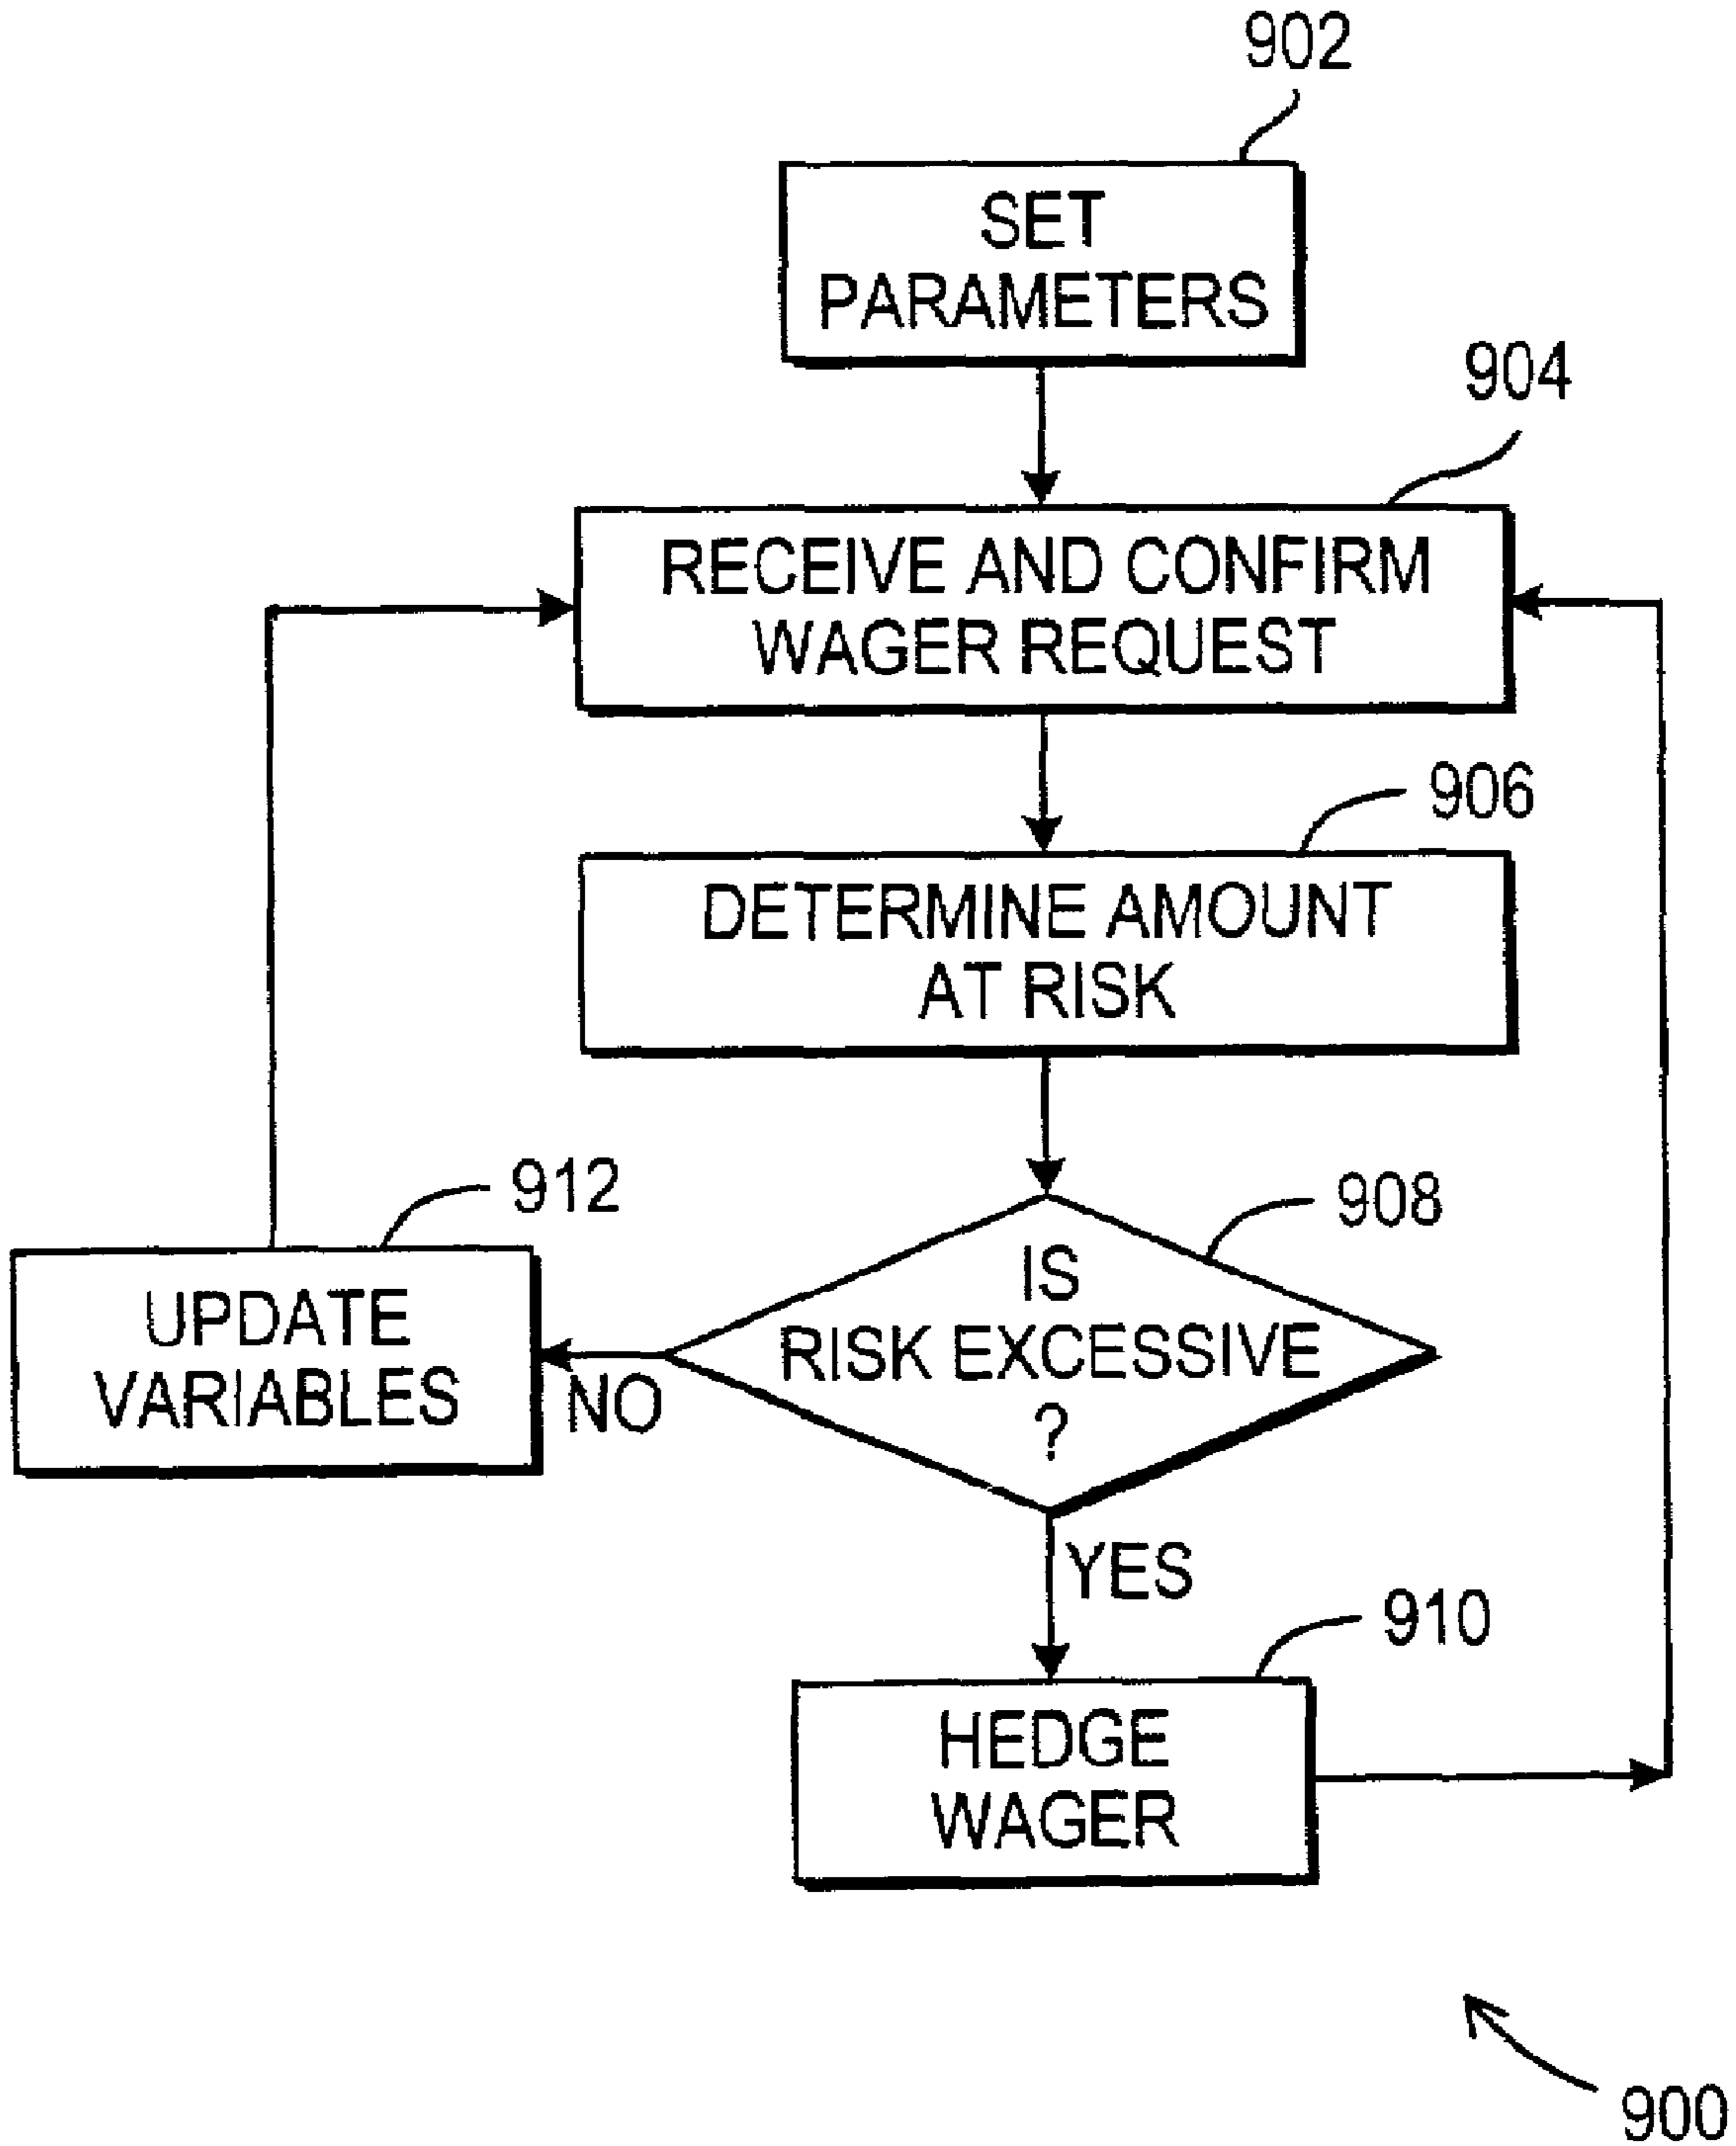 902
SET
PARAMETERS
904
RECEIVE AND CONFIRM
WAGER REQUEST
906
DETERMINE AMOUNT
AT RISK
912
908
UPDATE
VARIABLES
IS
RISK EXCESSIVE
?
NO
YES
910
HEDGE
WAGER
900